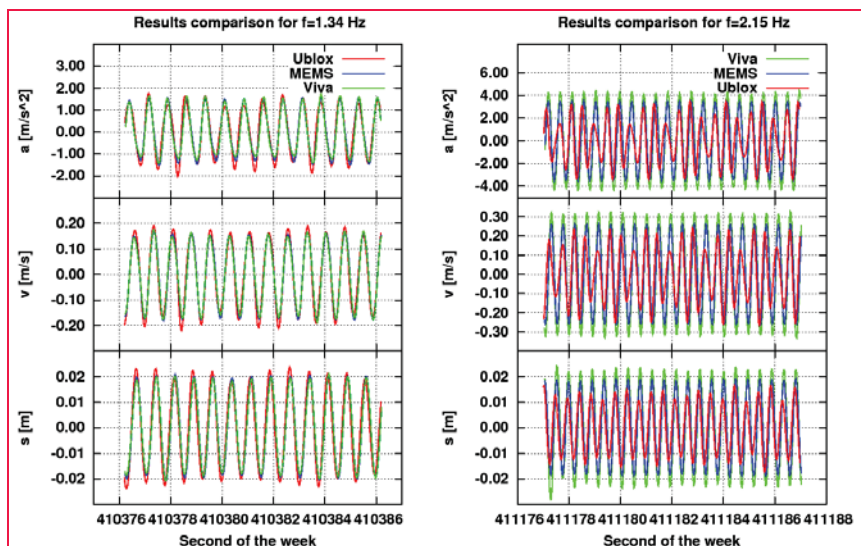 Results comparison for f=1.34 Hz
Ublox
MEMS
Viva
a [m/s^2]
3.00
2.00
1.00
0.00
-1.00
-2.00
v [m/s]
0.20
0.10
0.00
-0.10
-0.20
s [m]
0.02
0.01
0.00
-0.01
-0.02
410376 410378 410380 410382 410384 410386
Second of the week
Results comparison for f=2.15 Hz
Viva
MEMS
Ublox
a [m/s^2]
6.00
4.00
2.00
0.00
-2.00
-4.00
v [m/s]
0.30
0.20
0.10
0.00
-0.10
-0.20
-0.30
s [m]
0.02
0.01
0.00
-0.01
-0.02
411176 411178 411180 411182 411184 411186 411188
Second of the week